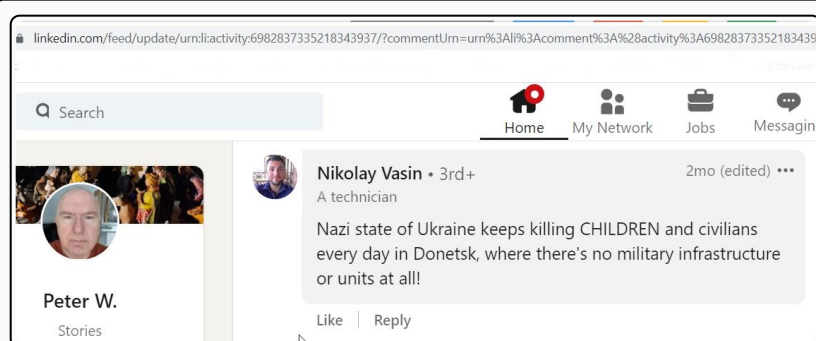 linkedin.com/feed/update/urn:li:activity:6982837335218343937/?commentUrn=urn%3Ali%3Acomment%3A%28activity%3A69828373352183439
Search
Home
My Network
Jobs
Messagin
Nikolay Vasin • 3rd+
2mo (edited) •••
A technician
Nazi state of Ukraine keeps killing CHILDREN and civilians
every day in Donetsk, where there's no military infrastructure
or units at all!
Like | Reply
Peter W.
Stories